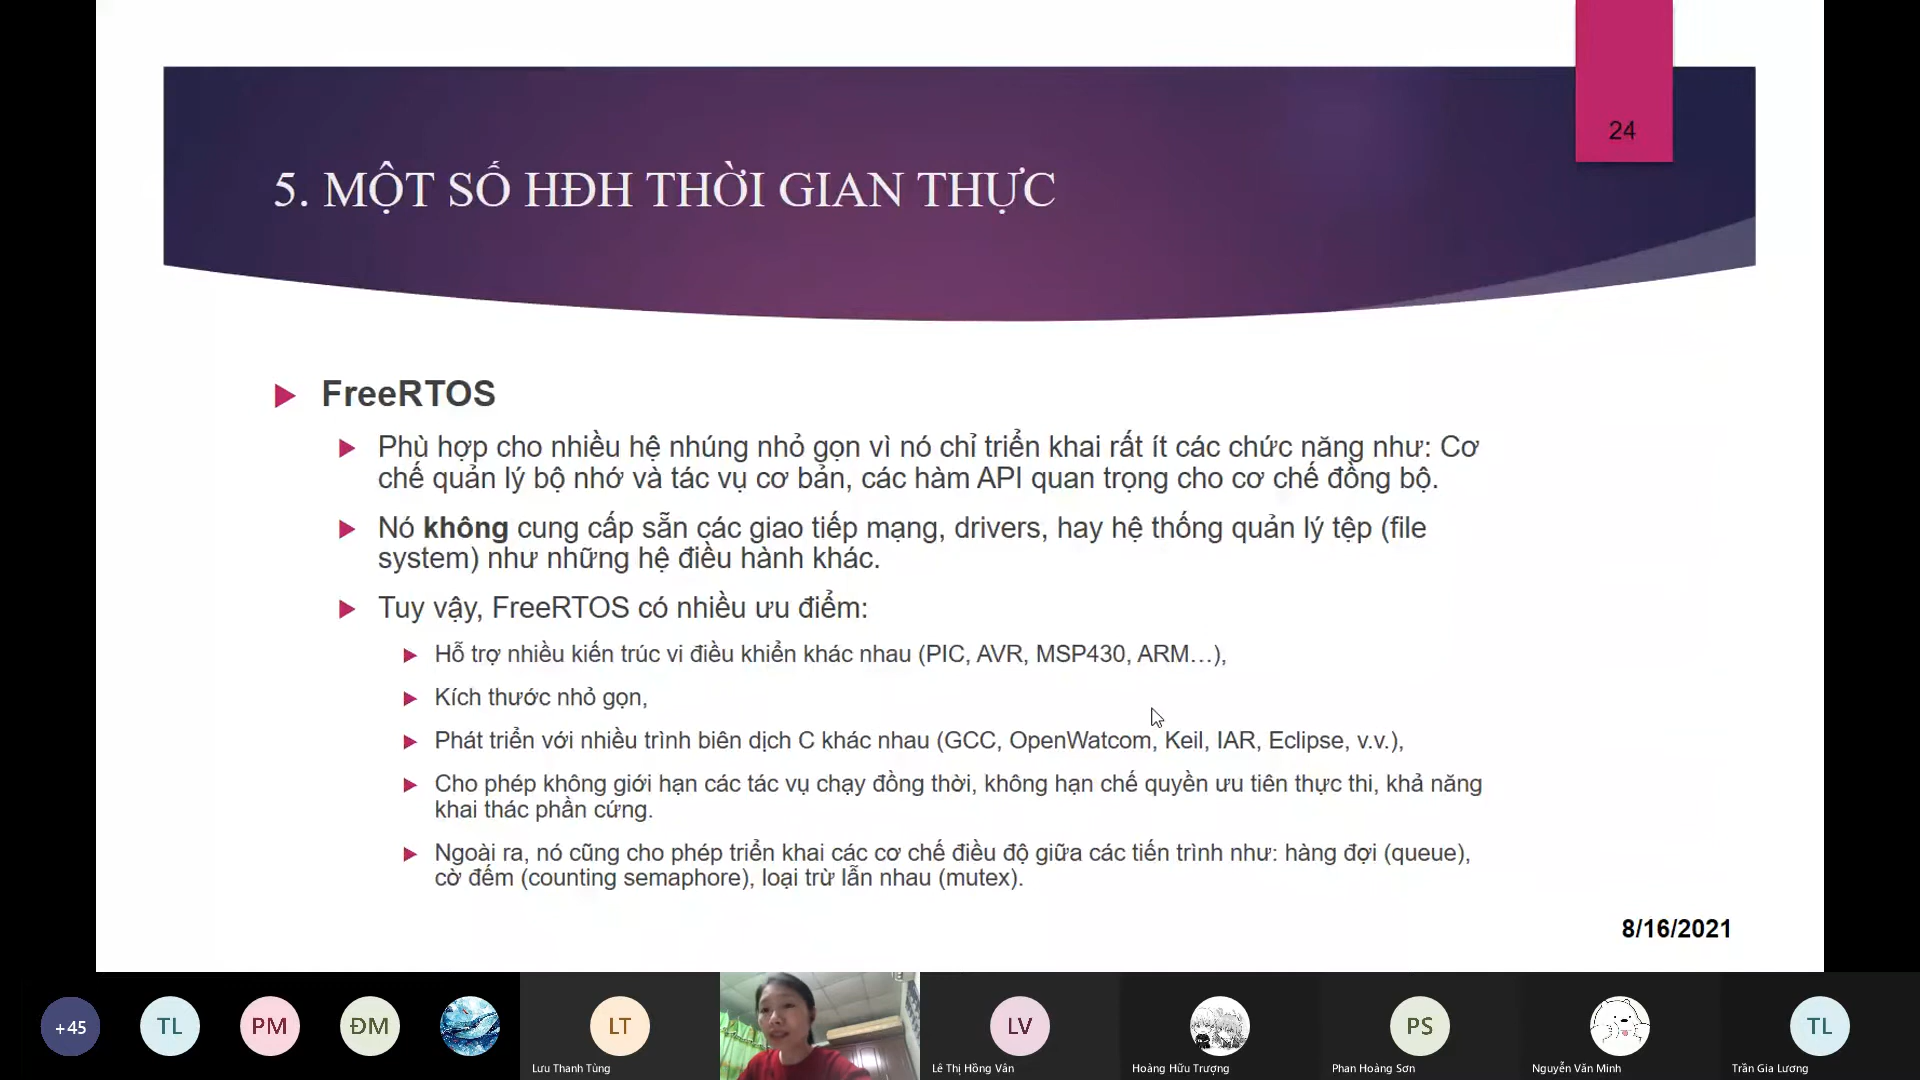 24
5. MỘT SỐ HĐH THỜI GIAN THỰC
FreeRTOS
Phù hợp cho nhiều hệ nhúng nhỏ gọn vì nó chỉ triển khai rất ít các chức năng như: Cơ
chế quản lý bộ nhớ và tác vụ cơ bản, các hàm API quan trọng cho cơ chế đồng bộ.
Nó không cung cấp sẵn các giao tiếp mạng, drivers, hay hệ thống quản lý tệp (file
system) như những hệ điều hành khác.
Tuy vậy, FreeRTOS có nhiều ưu điểm:
Hỗ trợ nhiều kiến trúc vi điều khiển khác nhau (PIC, AVR, MSP430, ARM…),
Kích thước nhỏ gọn,
Phát triển với nhiều trình biên dịch C khác nhau (GCC, OpenWatcom, Keil, IAR, Eclipse, v.v.),
Cho phép không giới hạn các tác vụ chạy đồng thời, không hạn chế quyền ưu tiên thực thi, khả năng
khai thác phần cứng.
Ngoài ra, nó cũng cho phép triển khai các cơ chế điều độ giữa các tiến trình như: hàng đợi (queue),
cờ đếm (counting semaphore), loại trừ lẫn nhau (mutex).
8/16/2021
+45
TL
PM
ĐM
LT
LV
PS
TL
Lưu Thanh Tùng
Lê Thị Hồng Vân
Hoàng Hữu Trượng
Phan Hoàng Sơn
Nguyễn Văn Minh
Trần Gia Lương